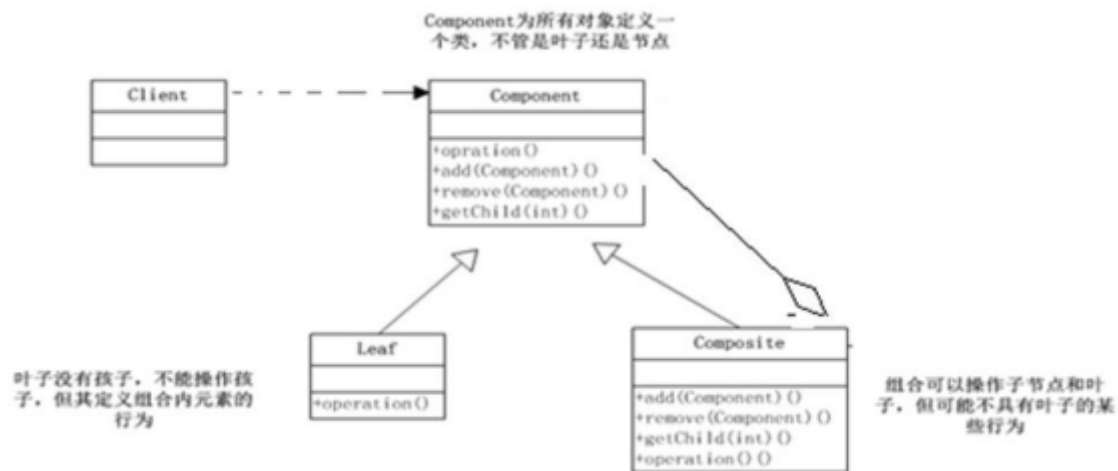 Component为所有对象定义一
个类，不管是叶子还是节点
Client
Component
+opration()
+add(Component)()
+remove(Component)()
+getChild(int)()
Leaf
+operation()
叶子没有孩子，不能操作孩
子，但其定义组合内元素的
行为
Composite
+add(Component)()
+remove(Component)()
+getChild(int)()
+operation()()
组合可以操作子节点和叶
子，但可能不具有叶子的某
些行为